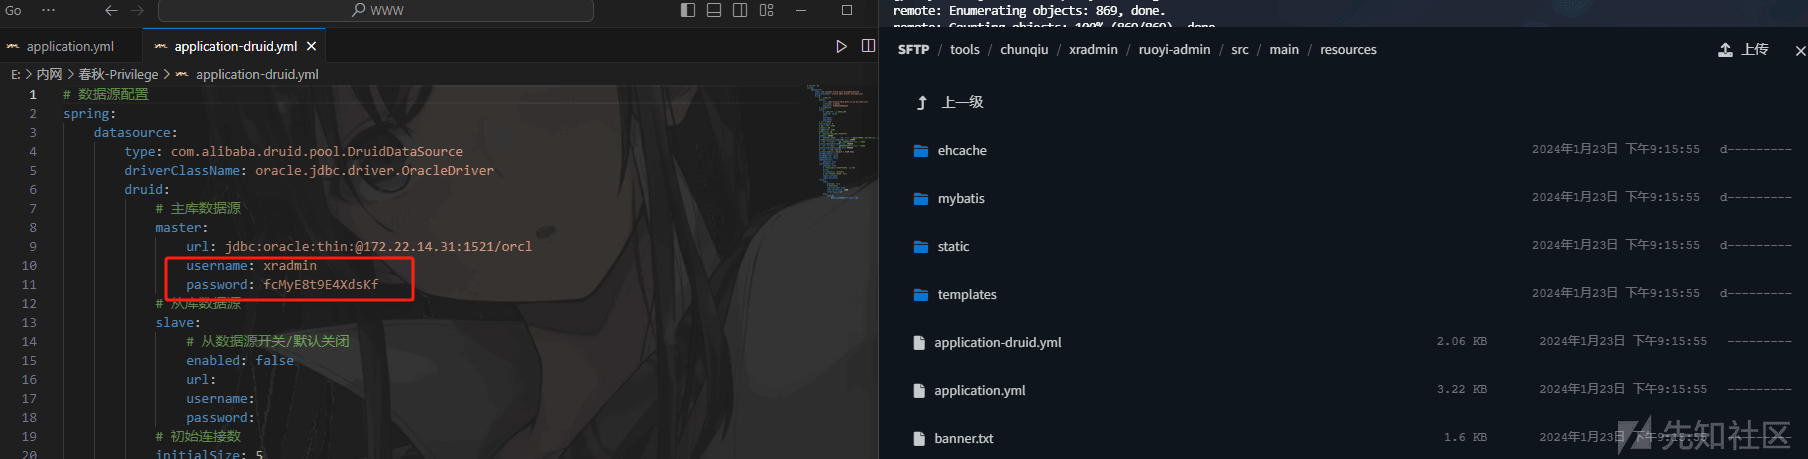 Go ··· WWW
application.yml application-druid.yml
E: > 内网 > 春秋-Privilege > application-druid.yml
1 # 数据源配置
2 spring:
3 datasource:
4 type: com.alibaba.druid.pool.DruidDataSource
5 driverClassName: oracle.jdbc.driver.OracleDriver
6 druid:
7 # 主库数据源
8 master:
9 url: jdbc:oracle:thin:@172.22.14.31:1521/orcl
10 username: xradmin
11 password: fcMyE8t9E4XdsKf
12 # 从库数据源
13 slave:
14 # 从数据源开关/默认关闭
15 enabled: false
16 url:
17 username:
18 password:
19 # 初始连接数
20 initialSize: 5
remote: Enumerating objects: 869, done.
remote: Counting objects: 100% (869/869), done.
SFTP / tools / chunqiu / xradmin / ruoyi-admin / src / main / resources 上传
上一级
ehcache 2024年1月23日 下午9:15:55 d---------
mybatis 2024年1月23日 下午9:15:55 d---------
static 2024年1月23日 下午9:15:55 d---------
templates 2024年1月23日 下午9:15:55 d---------
application-druid.yml 2.06 KB 2024年1月23日 下午9:15:55 ---------
application.yml 3.22 KB 2024年1月23日 下午9:15:55 ---------
banner.txt 1.6 KB 2024年1月23日 下午9:15:55 ---------
先知社区